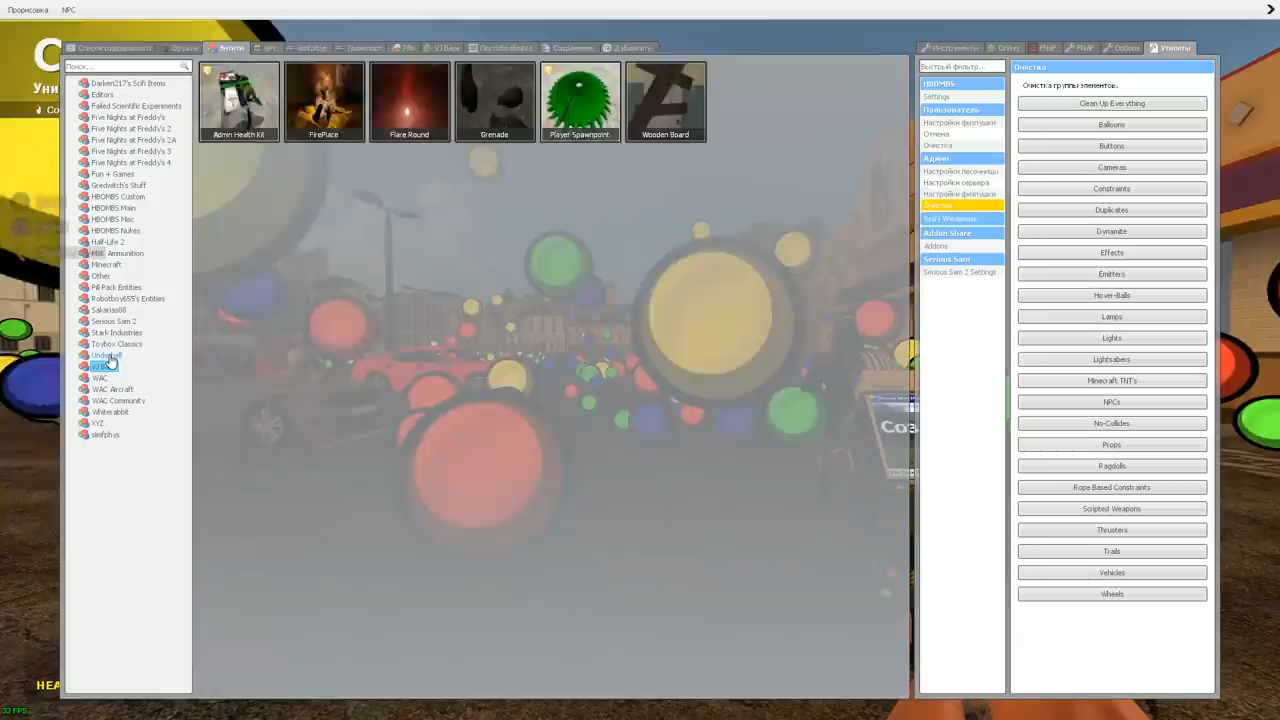 Прорисовка
NPC
Энтити
NPC
simfphys
Транспорт
VJ Base
Инструменты
Options
Утилиты
Поиск...
Darken217's Scifi Items
Editors
Failed Scientific Experiments
Five Nights at Freddy's
Five Nights at Freddy's 2
Five Nights at Freddy's 2A
Five Nights at Freddy's 3
Five Nights at Freddy's 4
Fun + Games
Gredwitch's Stuff
HBOMBS Custom
HBOMBS Main
HBOMBS Misc
HBOMBS Nukes
Half-Life 2
Ammunition
Minecraft
Other
Pill Pack Entities
Robotboy655's Entities
Sakarias88
Serious Sam 2
Stark Industries
Toybox Classics
WAC
WAC Aircraft
WAC Community
Whiterabbit
XYZ
simfphys
Admin Health Kit
FirePlace
Flare Round
Grenade
Player Spawnpoint
Wooden Board
Быстрый фильтр...
HBOMBS
Settings
Пользователь
Настройки физпушки
Отмена
Очистка
Админ
Настройки песочницы
Настройки сервера
Настройки физпушки
Очистка
SciFi Weapons
Addon Share
Addons
Serious Sam
Serious Sam 2 Settings
Очистка
Очистка группы элементов.
Clean Up Everything
Balloons
Buttons
Cameras
Constraints
Duplicates
Dynamite
Effects
Emitters
Hover-Balls
Lamps
Lights
Lightsabers
Minecraft TNT's
NPCs
No-Collides
Props
Ragdolls
Rope Based Constraints
Scripted Weapons
Thrusters
Trails
Vehicles
Wheels
Уни
Со
Соз
HEA
32 FPS